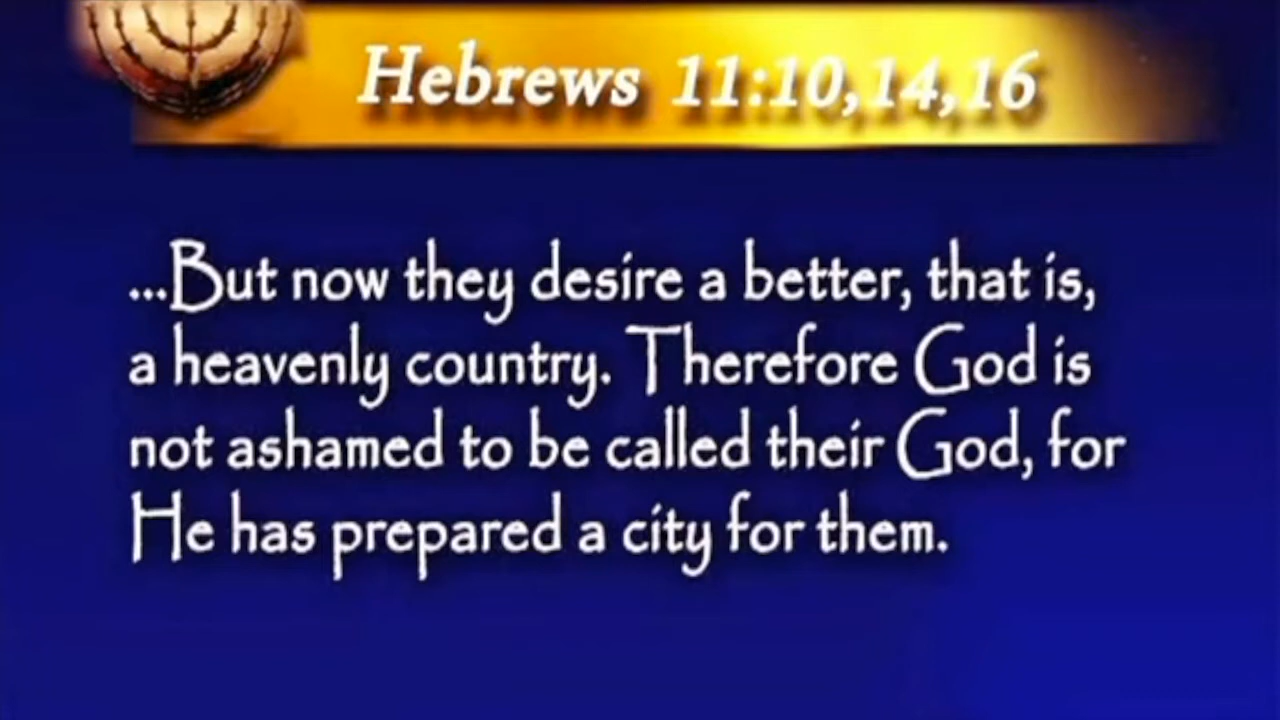 Hebrews 11:10,14,16
...But now they desire a better, that is,
a heavenly country. Therefore God is
not ashamed to be called their God, for
He has prepared a city for them.